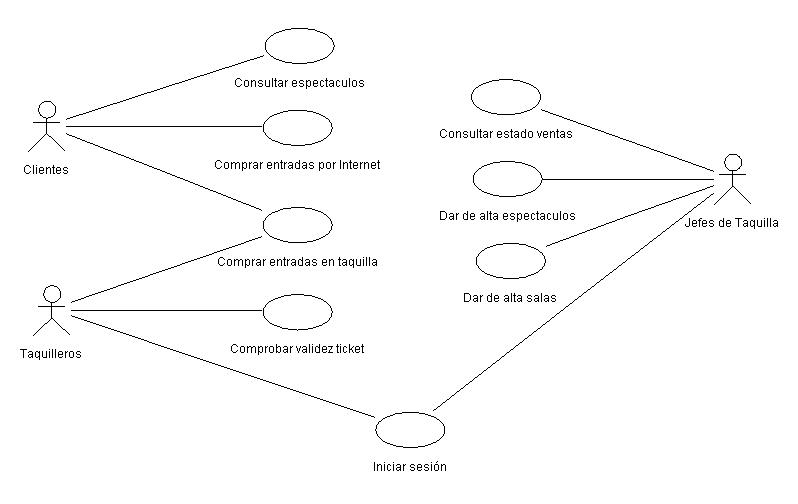 Consultar espectaculos
Comprar entradas por Internet
Clientes
Comprar entradas en taquilla
Comprobar validez ticket
Taquilleros
Iniciar sesión
Consultar estado ventas
Dar de alta espectaculos
Jefes de Taquilla
Dar de alta salas